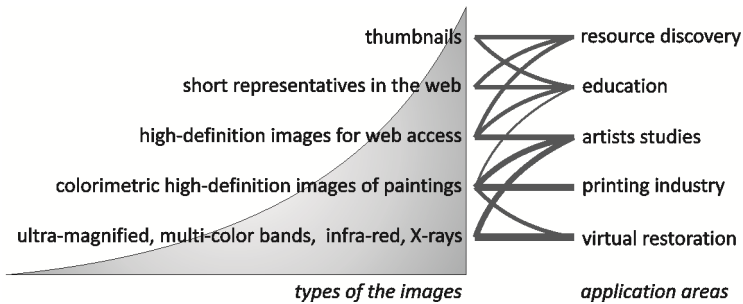 thumbnails resource discovery
short representatives in the web education
high-definition images for web access artists studies
colorimetric high-definition images of paintings printing industry
ultra-magnified, multi-color bands, infra-red, X-rays virtual restoration
types of the images application areas